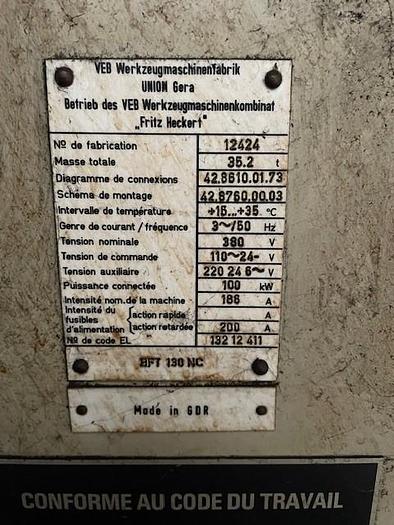 VEB Werkzeugmaschinenfabrik
UNION Gera
Betrieb des VEB Werkzeugmaschinenkombinat
„Fritz Heckert"
Nº de fabrication 12424
Masse totale 35.2 t
Diagramme de connexions 42.8610.01.73
Schéma de montage 42.8760.00.03
Intervalle de température +15...+35 °C
Genre de courant / fréquence 3~/50 Hz
Tension nominale 380 V
Tension de commande 110~24- V
Tension auxiliaire 220 24 6~ V
Puissance connectée 100 kW
Intensité nom. de la machine 186 A
Intensité du fusibles d'alimentation { action rapide A
action retardée 200 A
Nº de code EL 132 12 411
BFT 130 NC
Made in GDR
CONFORME AU CODE DU TRAVAIL